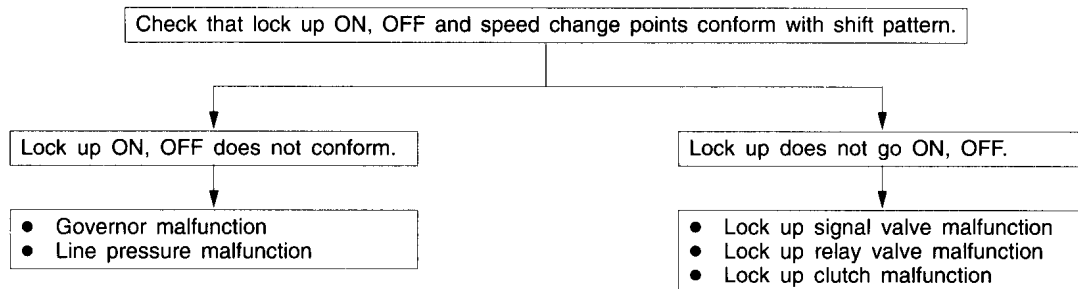 Check that lock up ON, OFF and speed change points conform with shift pattern.
Lock up ON, OFF does not conform.
● Governor malfunction
● Line pressure malfunction
Lock up does not go ON, OFF.
● Lock up signal valve malfunction
● Lock up relay valve malfunction
● Lock up clutch malfunction